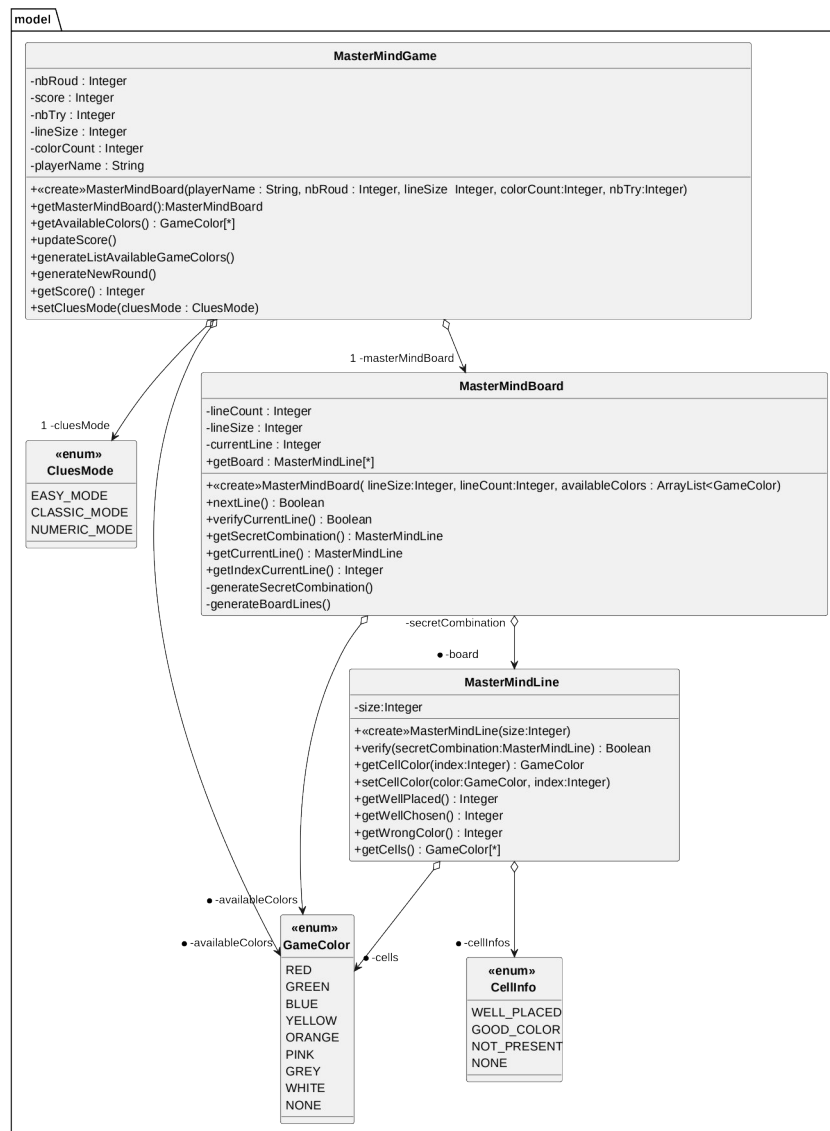 model
MasterMindGame
-nbRoud : Integer
-score : Integer
-nbTry : Integer
-lineSize : Integer
-colorCount : Integer
-playerName : String
+«create»MasterMindBoard(playerName : String, nbRoud : Integer, lineSize  Integer, colorCount:Integer, nbTry:Integer)
+getMasterMindBoard():MasterMindBoard
+getAvailableColors() : GameColor[*]
+updateScore()
+generateListAvailableGameColors()
+generateNewRound()
+getScore() : Integer
+setCluesMode(cluesMode : CluesMode)
1 -masterMindBoard
MasterMindBoard
-lineCount : Integer
-lineSize : Integer
-currentLine : Integer
+getBoard : MasterMindLine[*]
+«create»MasterMindBoard( lineSize:Integer, lineCount:Integer, availableColors : ArrayList<GameColor)
+nextLine() : Boolean
+verifyCurrentLine() : Boolean
+getSecretCombination() : MasterMindLine
+getCurrentLine() : MasterMindLine
+getIndexCurrentLine() : Integer
-generateSecretCombination()
-generateBoardLines()
1 -cluesMode
«enum»
CluesMode
EASY_MODE
CLASSIC_MODE
NUMERIC_MODE
-secretCombination
-board
MasterMindLine
-size:Integer
+«create»MasterMindLine(size:Integer)
+verify(secretCombination:MasterMindLine) : Boolean
+getCellColor(index:Integer) : GameColor
+setCellColor(color:GameColor, index:Integer)
+getWellPlaced() : Integer
+getWellChosen() : Integer
+getWrongColor() : Integer
+getCells() : GameColor[*]
-availableColors
-availableColors
-cells
-cellInfos
«enum»
GameColor
RED
GREEN
BLUE
YELLOW
ORANGE
PINK
GREY
WHITE
NONE
«enum»
CellInfo
WELL_PLACED
GOOD_COLOR
NOT_PRESENT
NONE